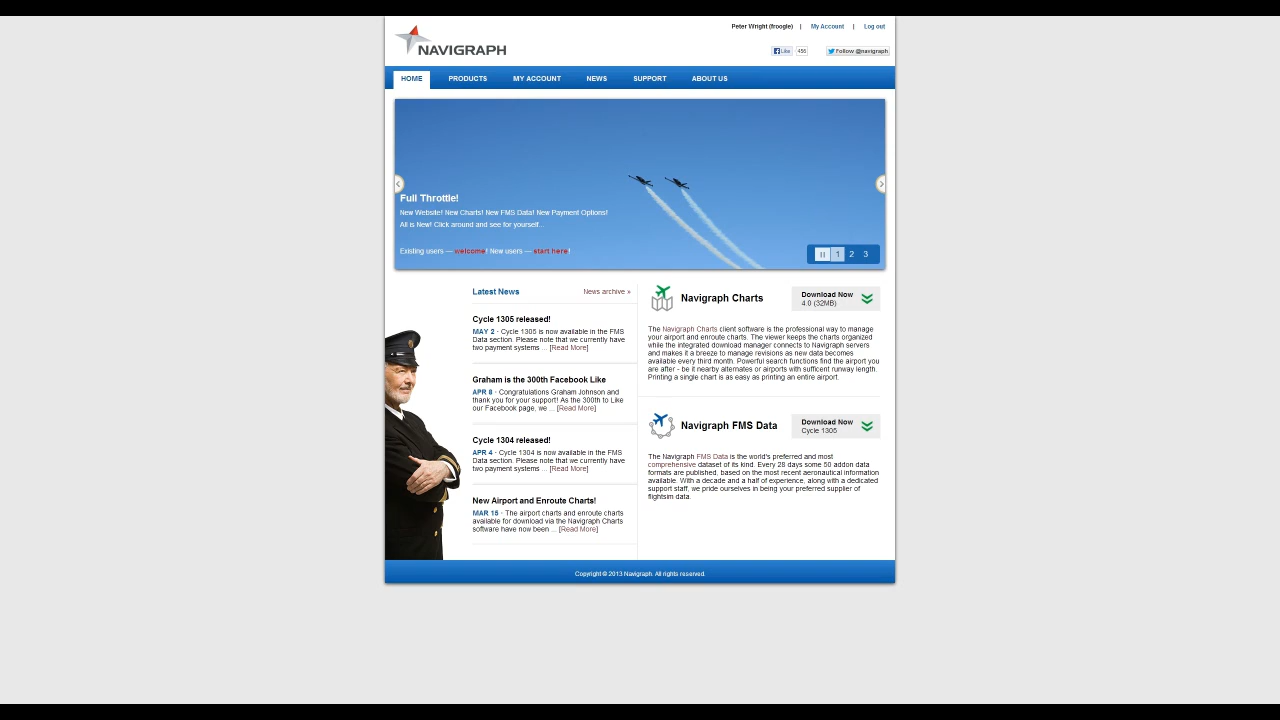 Peter Wright (froogle) | My Account | Log out
NAVIGRAPH
Like 456 Follow @navigraph
HOME PRODUCTS MY ACCOUNT NEWS SUPPORT ABOUT US
Full Throttle!
New Website! New Charts! New FMS Data! New Payment Options!
All is New! Click around and see for yourself...
Existing users --- welcome! New users --- start here!
1 2 3
Latest News News archive »
Cycle 1305 released!
MAY 2 - Cycle 1305 is now available in the FMS
Data section. Please note that we currently have
two payment systems ... [Read More]
Graham is the 300th Facebook Like
APR 8 - Congratulations Graham Johnson and
thank you for your support! As the 300th to Like
our Facebook page, we ... [Read More]
Cycle 1304 released!
APR 4 - Cycle 1304 is now available in the FMS
Data section. Please note that we currently have
two payment systems ... [Read More]
New Airport and Enroute Charts!
MAR 15 - The airport charts and enroute charts
available for download via the Navigraph Charts
software have now been ... [Read More]
Navigraph Charts
Download Now
4.0 (32MB)
The Navigraph Charts client software is the professional way to manage
your airport and enroute charts. The viewer keeps the charts organized
while the integrated download manager connects to Navigraph servers
and makes it a breeze to manage revisions as new data becomes
available every third month. Powerful search functions find the airport you
are after - be it nearby alternates or airports with sufficent runway length.
Printing a single chart is as easy as printing an entire airport.
Navigraph FMS Data
Download Now
Cycle 1305
The Navigraph FMS Data is the world's preferred and most
comprehensive dataset of its kind. Every 28 days some 50 addon data
formats are published, based on the most recent aeronautical information
available. With a decade and a half of experience, along with a dedicated
support staff, we pride ourselves in being your preferred supplier of
flightsim data.
Copyright © 2013 Navigraph. All rights reserved.